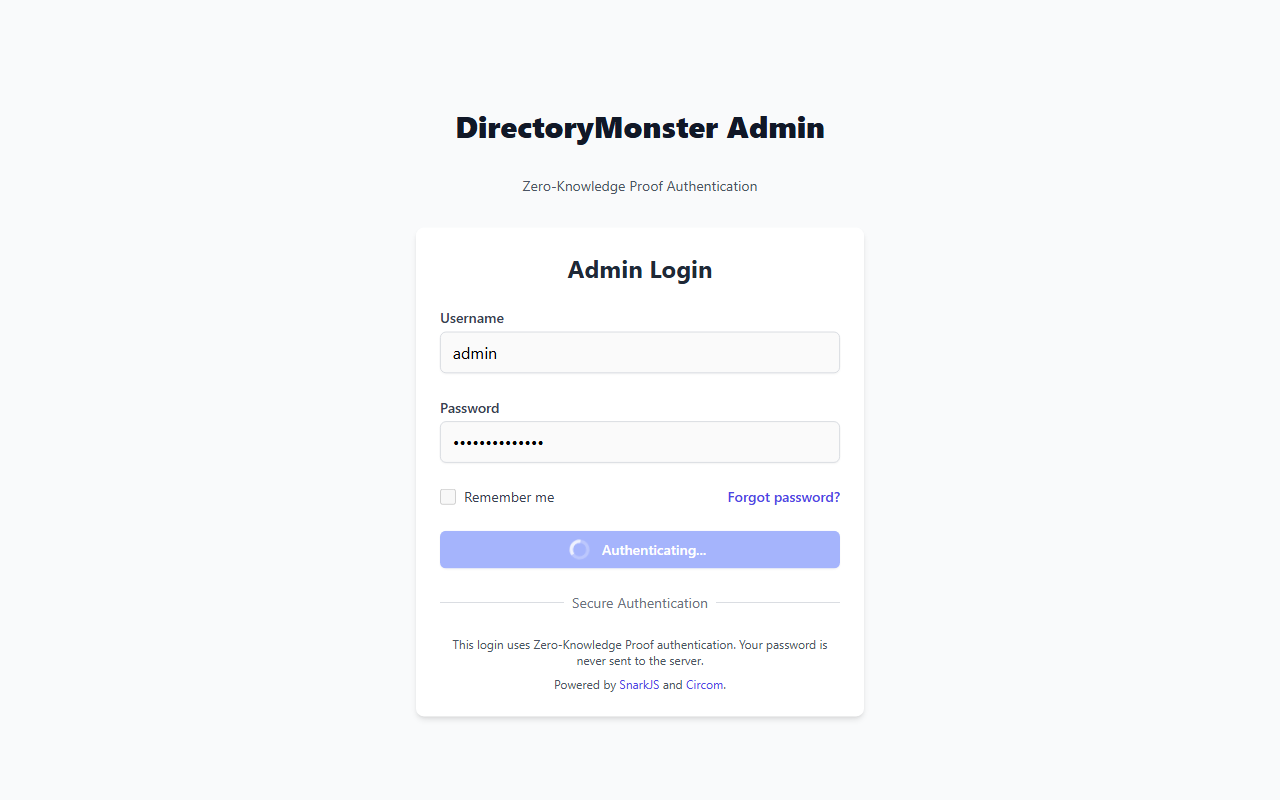 DirectoryMonster Admin
Zero-Knowledge Proof Authentication
Admin Login
Username
admin
Password
••••••••••••••
Remember me
Forgot password?
Authenticating...
Secure Authentication
This login uses Zero-Knowledge Proof authentication. Your password is
never sent to the server.
Powered by SnarkJS and Circom.